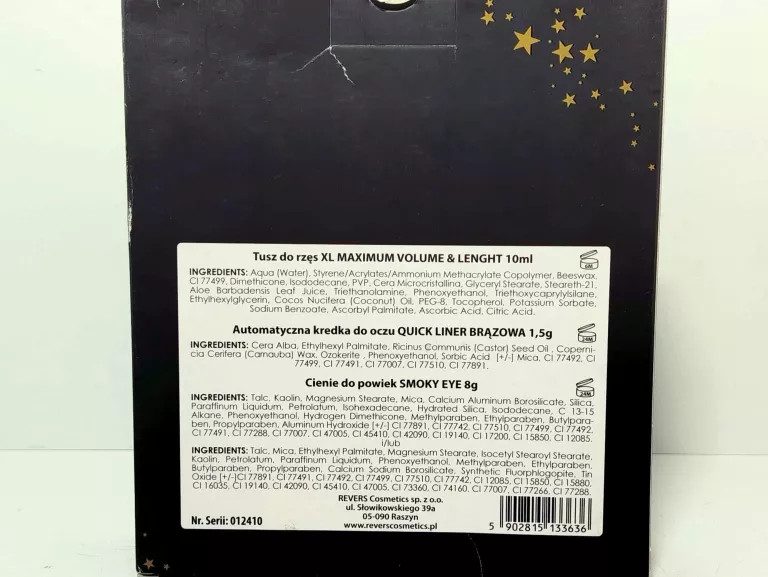 Tusz do rzęs XL MAXIMUM VOLUME & LENGHT 10ml
6M
INGREDIENTS: Aqua (Water), Styrene/Acrylates/Ammonium Methacrylate Copolymer, Beeswax,
CI 77499, Dimethicone, Isododecane, PVP, Cera Microcristallina, Glyceryl Stearate, Steareth-21,
Aloe Barbadensis Leaf Juice, Triethanolamine, Phenoxyethanol, Triethoxycaprylylsilane,
Ethylhexylglycerin, Cocos Nucifera (Coconut) Oil, PEG-8, Tocopherol, Potassium Sorbate,
Sodium Benzoate, Ascorbyl Palmitate, Ascorbic Acid, Citric Acid.
Automatyczna kredka do oczu QUICK LINER BRĄZOWA 1,5g
24M
INGREDIENTS: Cera Alba, Ethylhexyl Palmitate, Ricinus Communis (Castor) Seed Oil , Coperni-
cia Cerifera (Carnauba) Wax, Ozokerite , Phenoxyethanol, Sorbic Acid [+/-] Mica, CI 77492, CI
77499, CI 77491, CI 77007, CI 77510, CI 77891.
Cienie do powiek SMOKY EYE 8g
24M
INGREDIENTS: Talc, Kaolin, Magnesium Stearate, Mica, Calcium Aluminum Borosilicate, Silica,
Paraffinum Liquidum, Petrolatum, Isohexadecane, Hydrated Silica, Isododecane, C 13-15
Alkane, Phenoxyethanol, Hydrogen Dimethicone, Methylparaben, Ethylparaben, Butylpara-
ben, Propylparaben, Aluminum Hydroxide [+/-] CI 77891, CI 77742, CI 77510, CI 77499, CI 77492,
CI 77491, CI 77288, CI 77007, CI 47005, CI 45410, CI 42090, CI 19140, CI 17200, CI 15850, CI 12085.
i/lub
INGREDIENTS: Talc, Mica, Ethylhexyl Palmitate, Magnesium Stearate, Isocetyl Stearoyl Stearate,
Kaolin, Petrolatum, Paraffinum Liquidum, Phenoxyethanol, Methylparaben, Ethylparaben,
Butylparaben, Propylparaben, Calcium Sodium Borosilicate, Synthetic Fluorphlogopite, Tin
Oxide [+/-]CI 77891, CI 77491, CI 77492, CI 77499, CI 77510, CI 77742, CI 12085, CI 15850, CI 15880,
CI 16035, CI 19140, CI 42090, CI 45410, CI 47005, CI 73360, CI 74160, CI 77007, CI 77266, CI 77288.
REVERS Cosmetics sp. z o.o.
ul. Słowikowskiego 39a
05-090 Raszyn
www.reverscosmetics.pl
Nr. Serii: 012410
5 902815 133636